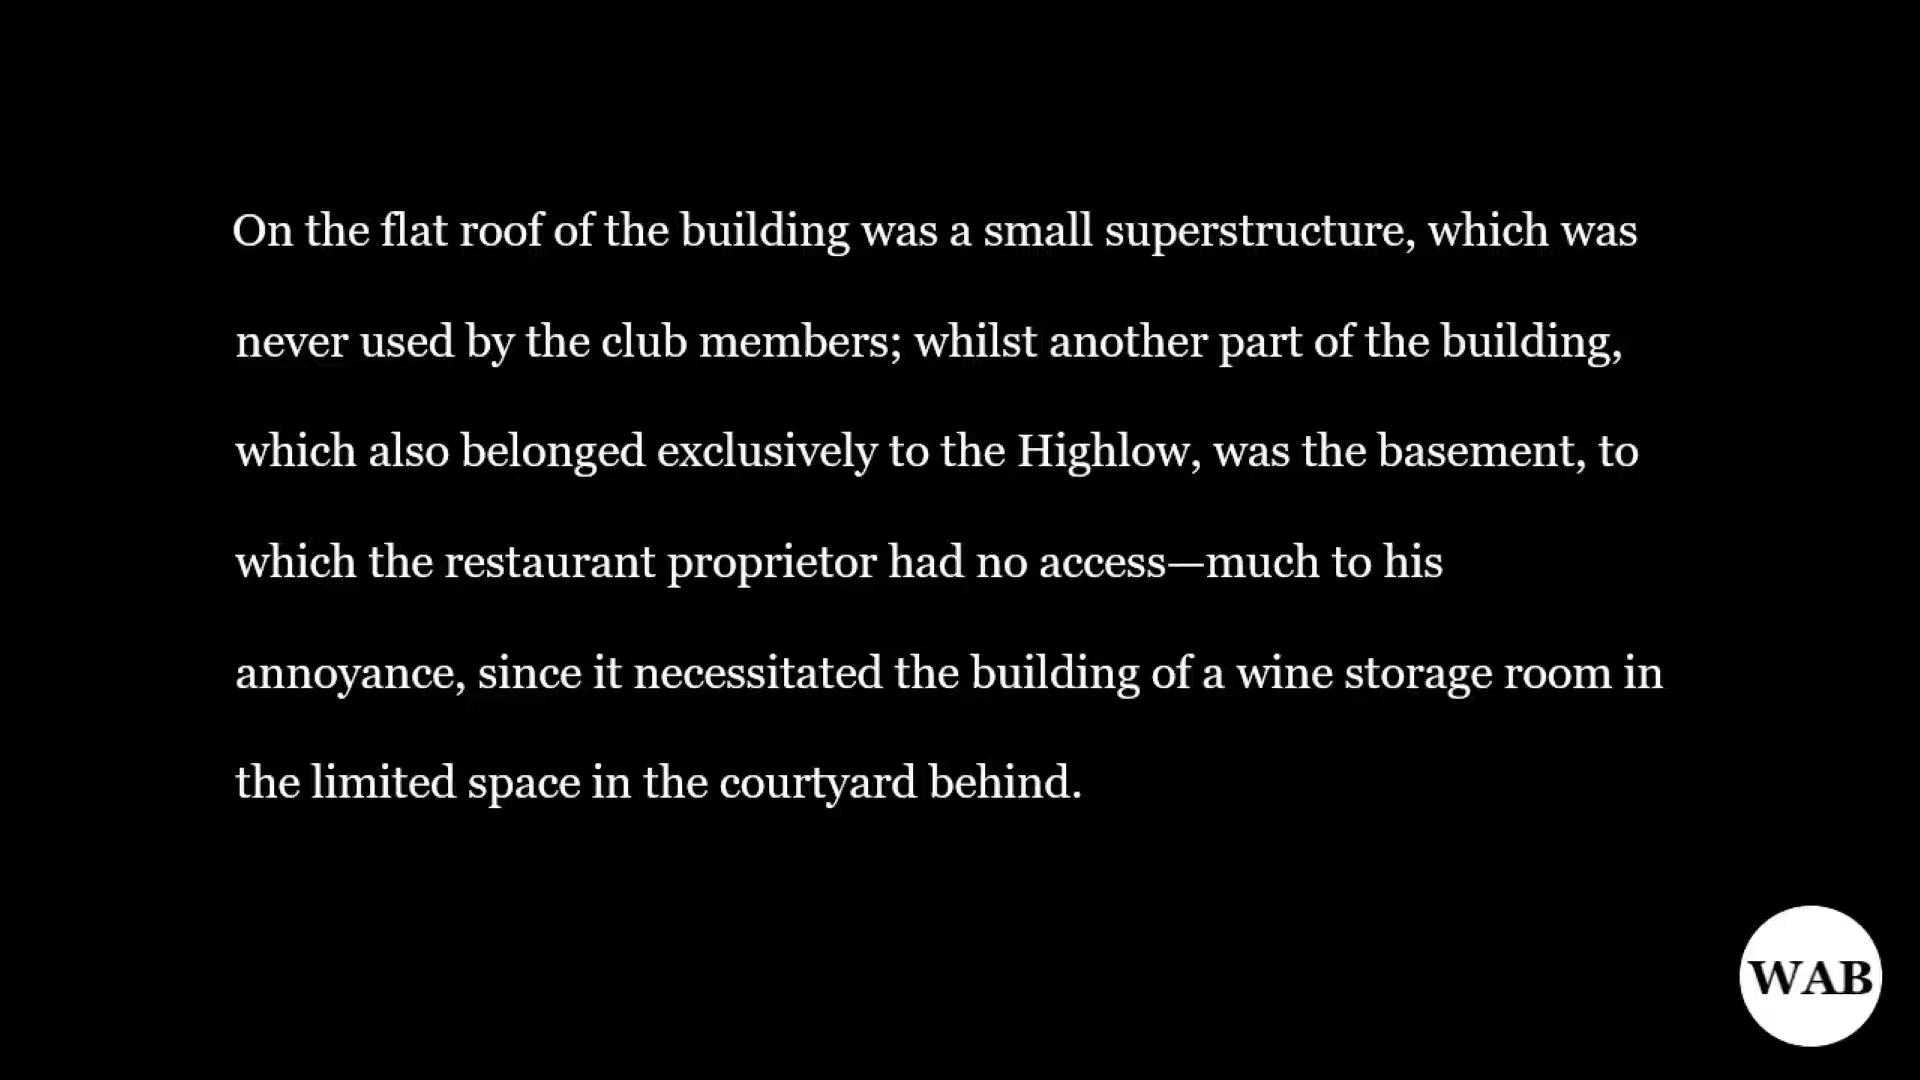 On the flat roof of the building was a small superstructure, which was
never used by the club members; whilst another part of the building,
which also belonged exclusively to the Highlow, was the basement, to
which the restaurant proprietor had no access—much to his
annoyance, since it necessitated the building of a wine storage room in
the limited space in the courtyard behind.
WAB